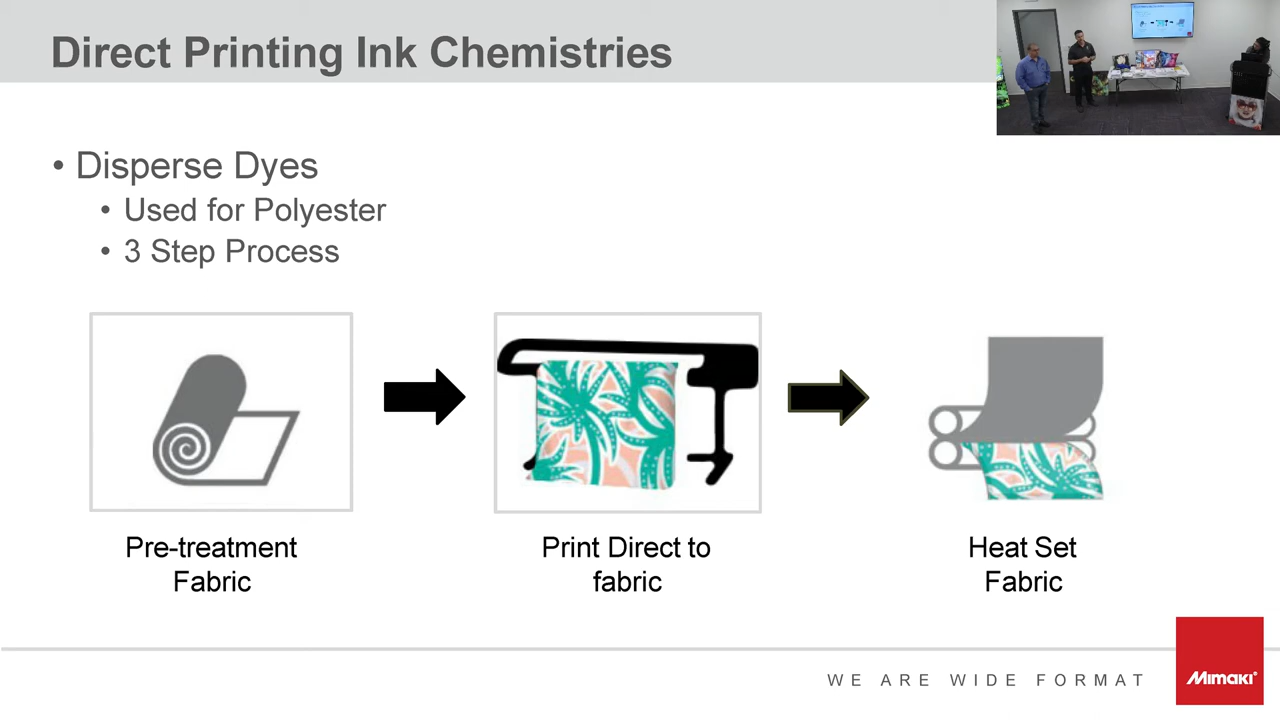 Direct Printing Ink Chemistries
• Disperse Dyes
• Used for Polyester
• 3 Step Process
Pre-treatment
Fabric
Print Direct to
fabric
Heat Set
Fabric
WE ARE WIDE FORMAT
Mimaki